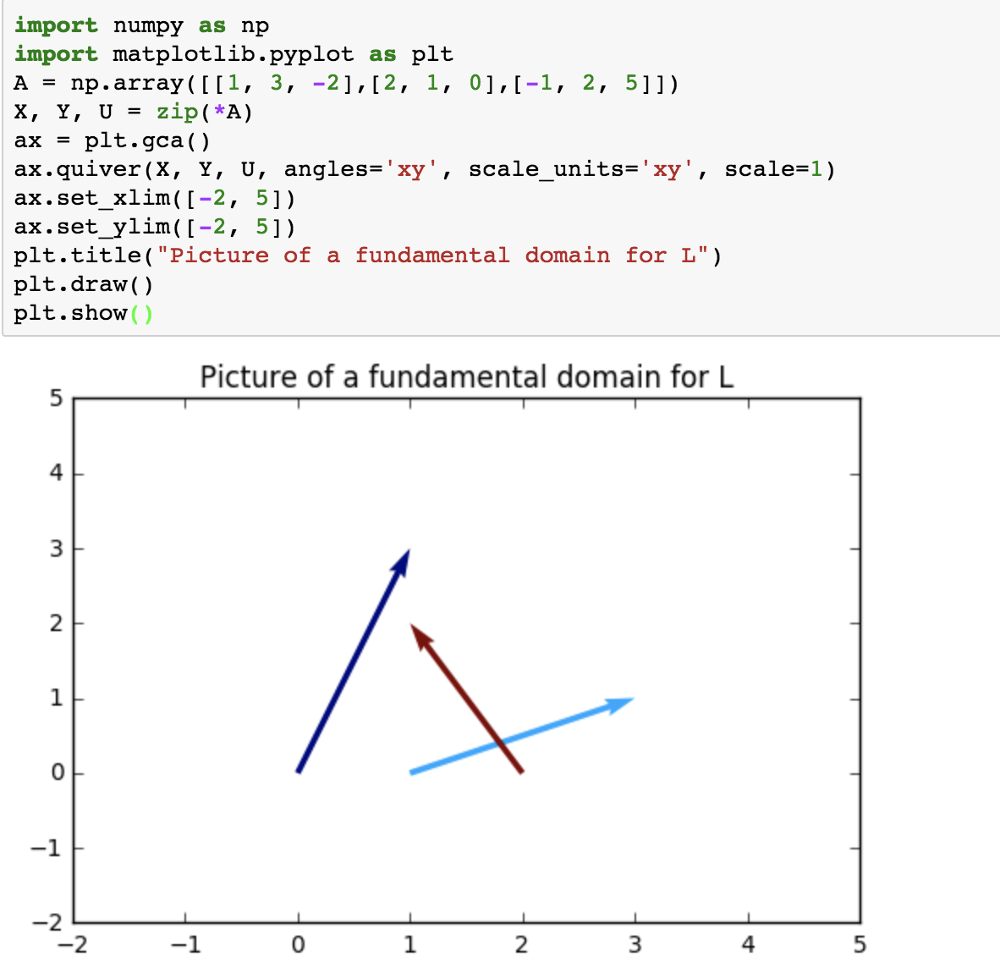 import numpy as np
import matplotlib.pyplot as plt
A = np.array([[1, 3, -2],[2, 1, 0],[-1, 2, 5]])
X, Y, U = zip(*A)
ax = plt.gca()
ax.quiver(X, Y, U, angles='xy', scale_units='xy', scale=1)
ax.set_xlim([-2, 5])
ax.set_ylim([-2, 5])
plt.title("Picture of a fundamental domain for L")
plt.draw()
plt.show()
Picture of a fundamental domain for L
5
4
3
2
1
0
−1
−2
−2 −1 0 1 2 3 4 5